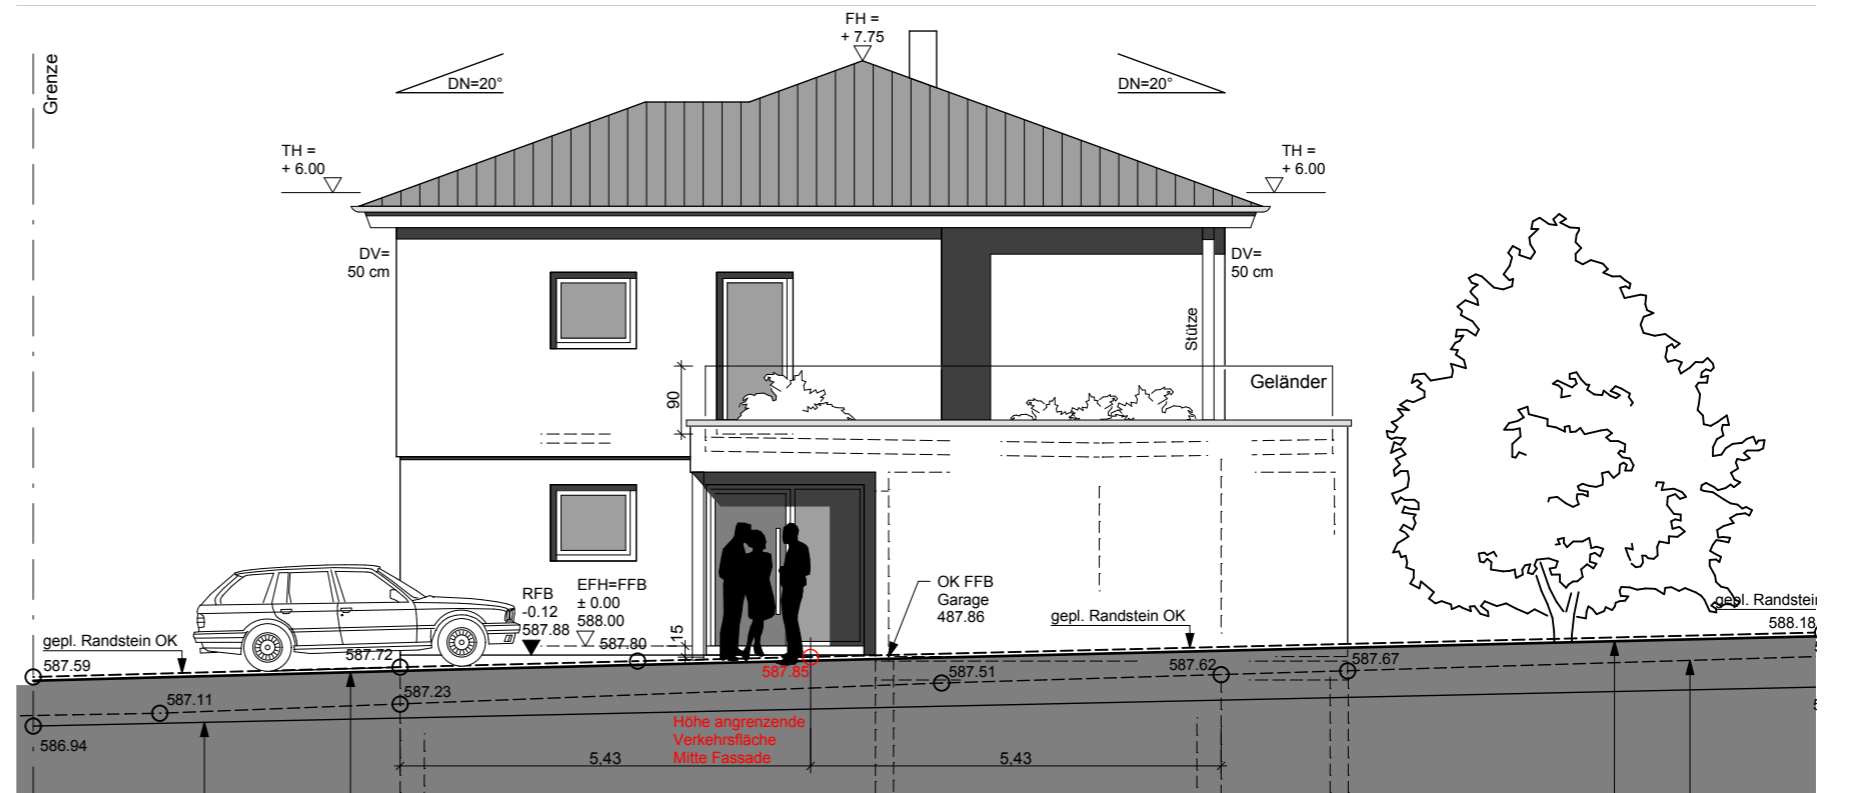 FH =
+ 7.75
Grenze
DN=20°
DN=20°
TH =
+ 6.00
TH =
+ 6.00
DV=
50 cm
DV=
50 cm
Stütze
Geländer
90
RFB
-0.12
587.88
EFH=FFB
± 0.00
588.00
OK FFB
Garage
487.86
15
gepl. Randstein OK
gepl. Randstein OK
gepl. Randstein
588.18
587.59
587.72
587.80
587.85
587.51
587.62
587.67
587.11
587.23
586.94
Höhe angrenzende
Verkehrsfläche
Mitte Fassade
5,43
5,43